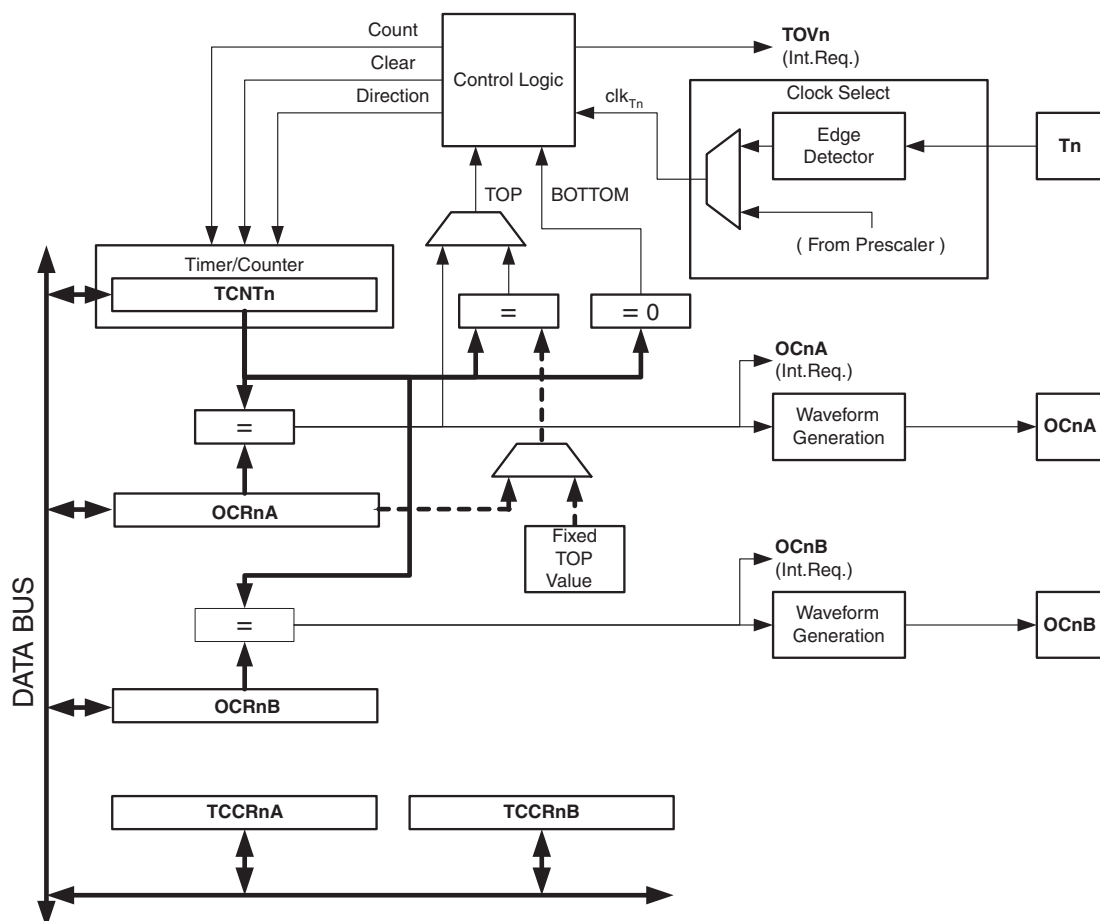 Count
Clear
Direction
Control Logic
TOVn
(Int.Req.)
clkTn
Clock Select
Edge
Detector
Tn
( From Prescaler )
TOP
BOTTOM
Timer/Counter
TCNTn
=
= 0
OCnA
(Int.Req.)
=
Waveform
Generation
OCnA
OCRnA
Fixed
TOP
Value
OCnB
(Int.Req.)
=
Waveform
Generation
OCnB
OCRnB
DATA BUS
TCCRnA
TCCRnB